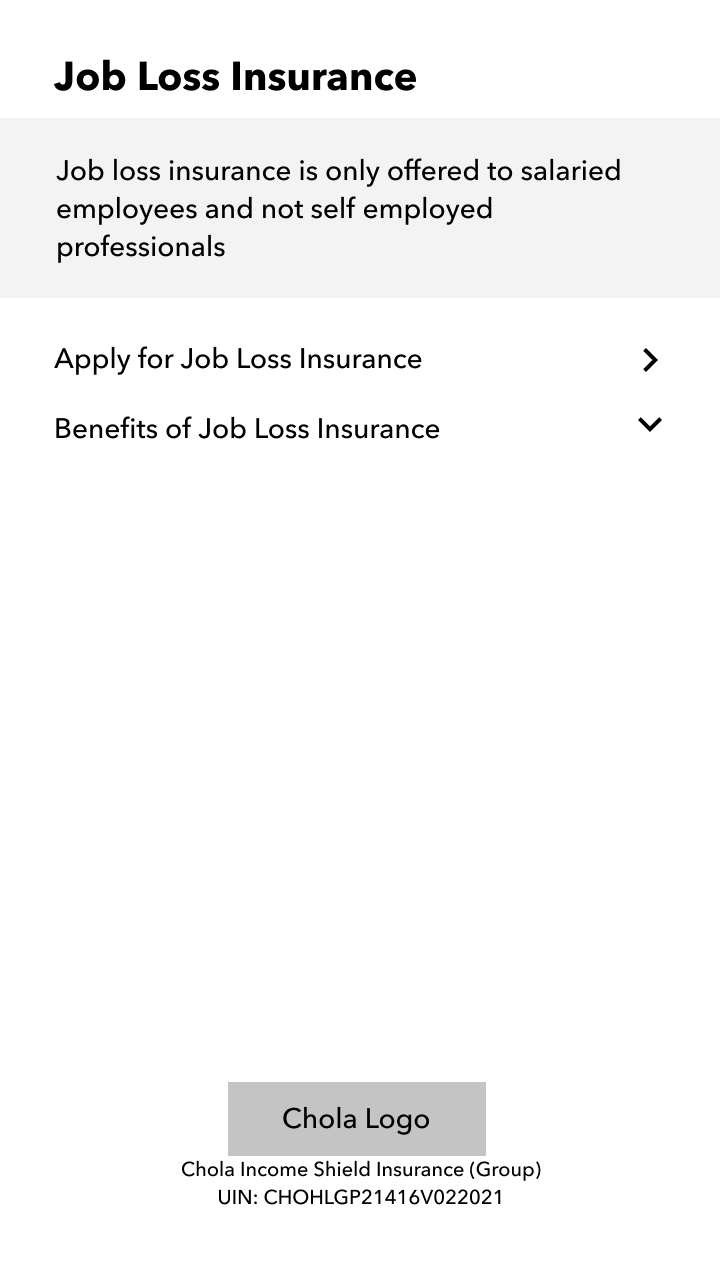 Job Loss Insurance
Job loss insurance is only offered to salaried
employees and not self employed
professionals
Apply for Job Loss Insurance
Benefits of Job Loss Insurance
Chola Logo
Chola Income Shield Insurance (Group)
UIN: CHOHLGP21416V022021